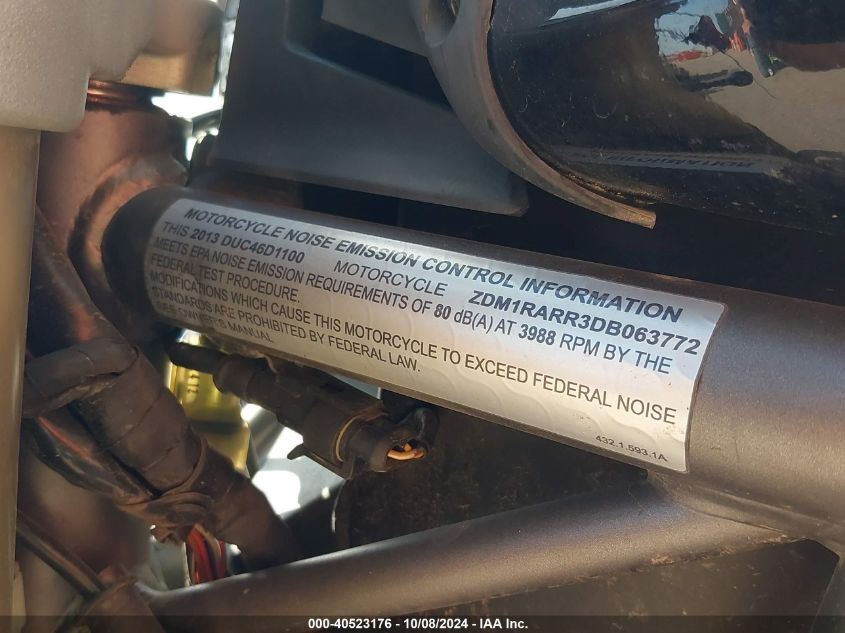 MOTORCYCLE NOISE EMISSION CONTROL INFORMATION
THIS 2013 DUC46D1100 MOTORCYCLE ZDM1RARR3DB063772
MEETS EPA NOISE EMISSION REQUIREMENTS OF 80 dB(A) AT 3988 RPM BY THE
FEDERAL TEST PROCEDURE.
MODIFICATIONS WHICH CAUSE THIS MOTORCYCLE TO EXCEED FEDERAL NOISE
STANDARDS ARE PROHIBITED BY FEDERAL LAW.
SEE OWNER'S MANUAL
432.1.593.1A
000-40523176 - 10/08/2024 - IAA Inc.